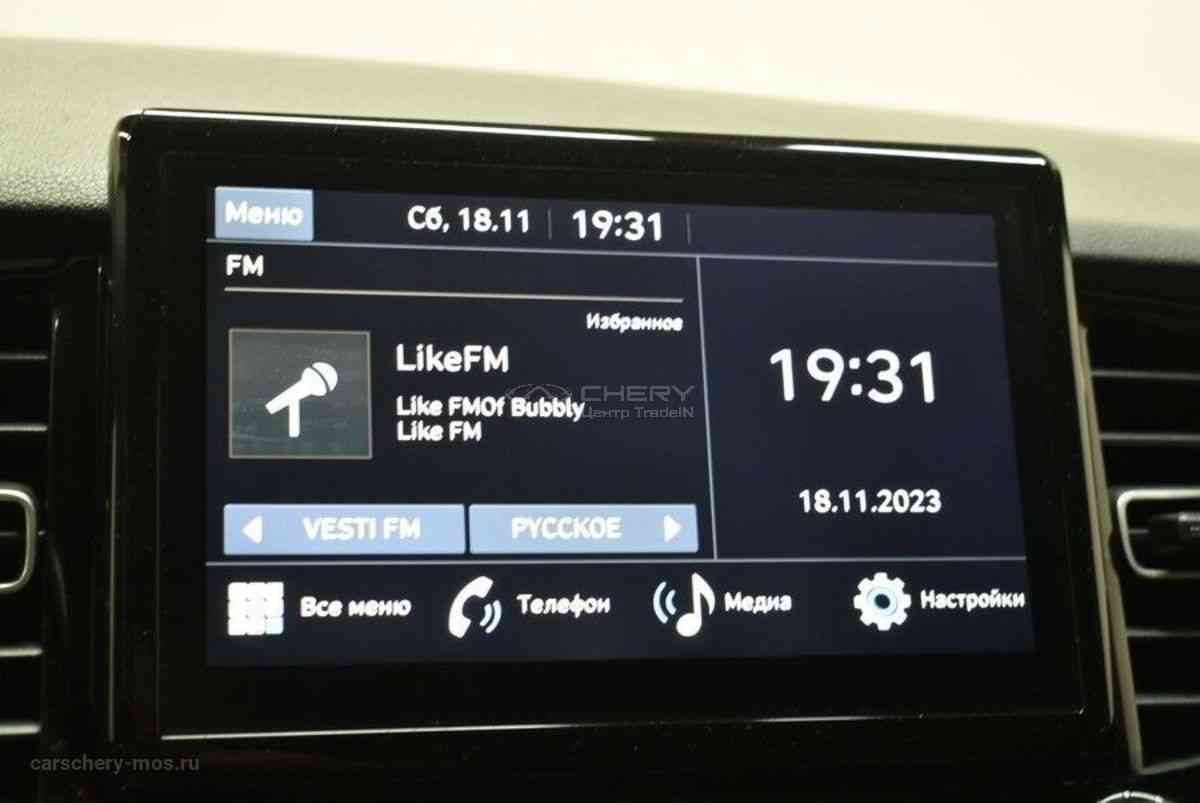 Меню Сб, 18.11 19:31
FM
Избранное
LikeFM
Like FMOf Bubbly
Like FM
VESTI FM РУССКОЕ
19:31
18.11.2023
Все меню Телефон Медиа Настройки
CHERY
Центр TradeIN
carschery-mos.ru